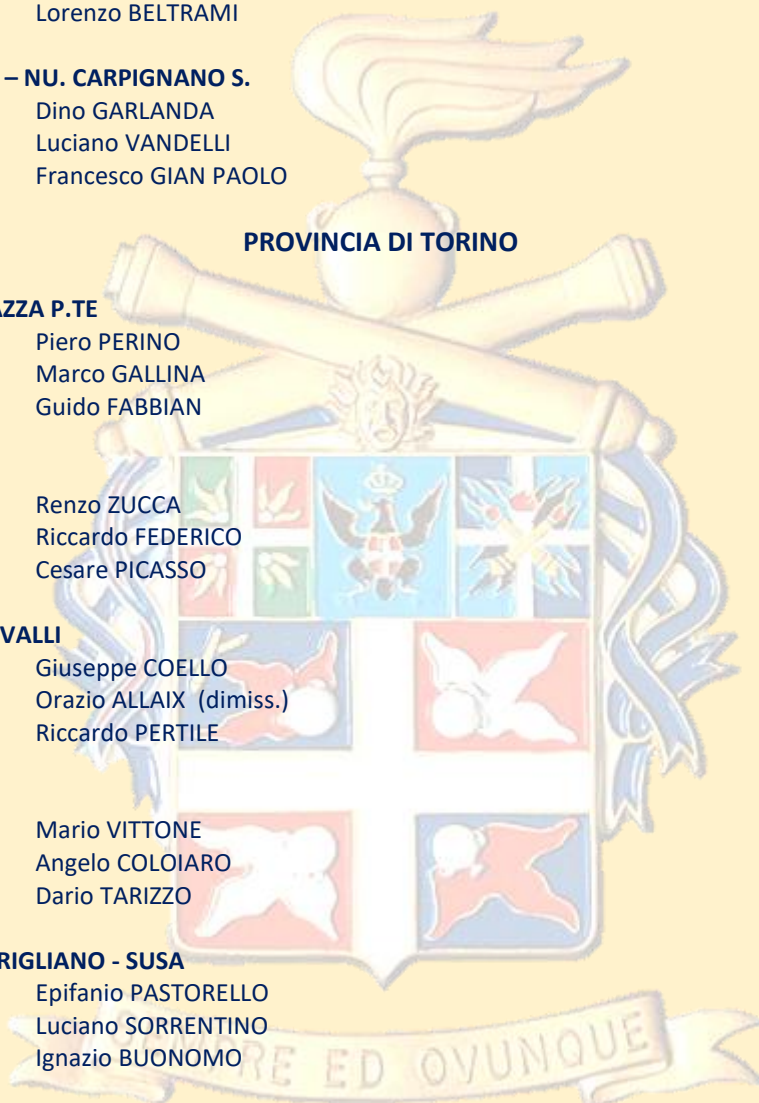 Lorenzo BELTRAMI
– NU. CARPIGNANO S.
Dino GARLANDA
Luciano VANDELLI
Francesco GIAN PAOLO
PROVINCIA DI TORINO
AZZA P.TE
Piero PERINO
Marco GALLINA
Guido FABBIAN
Renzo ZUCCA
Riccardo FEDERICO
Cesare PICASSO
VALLI
Giuseppe COELLO
Orazio ALLAIX (dimiss.)
Riccardo PERTILE
Mario VITTONE
Angelo COLOIARO
Dario TARIZZO
RIGLIANO - SUSA
Epifanio PASTORELLO
Luciano SORRENTINO
Ignazio BUONOMO
SEMPRE ED OVUNQUE